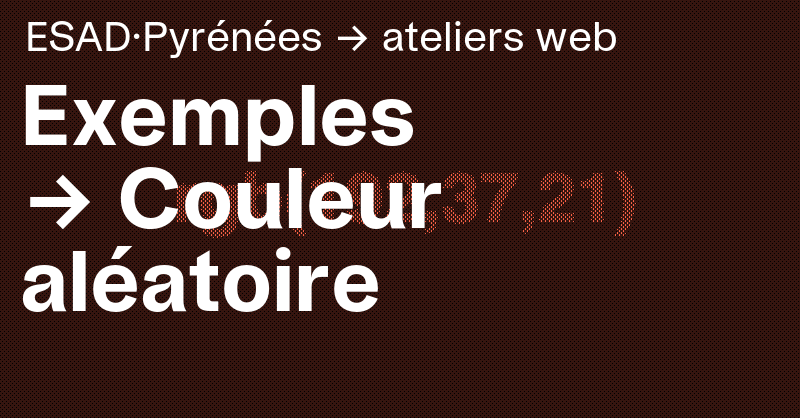 ESAD·Pyrénées → ateliers web
Exemples
→ Couleur
aléatoire